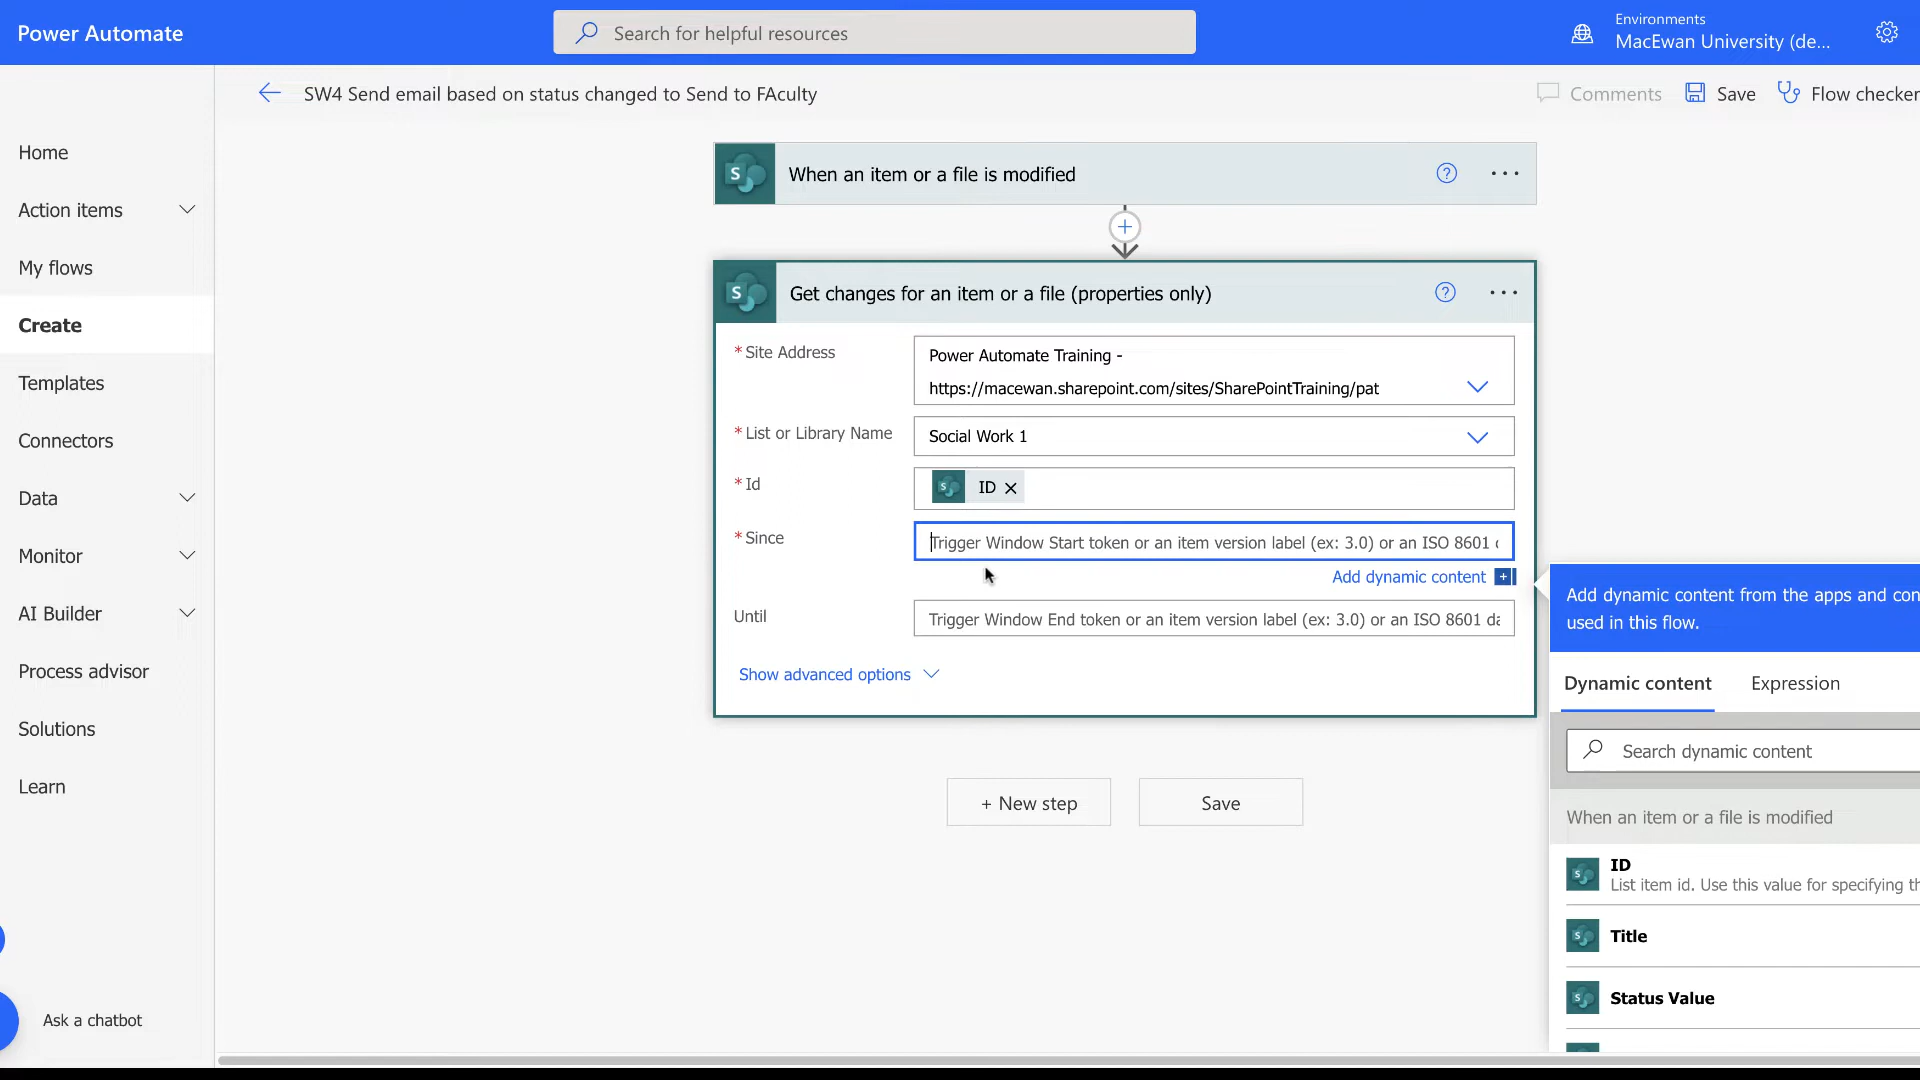 Power Automate
Search for helpful resources
Environments
MacEwan University (de...
SW4 Send email based on status changed to Send to FAculty
Comments
Save
Flow checker
Home
Action items
My flows
Create
Templates
Connectors
Data
Monitor
AI Builder
Process advisor
Solutions
Learn
Ask a chatbot
S
When an item or a file is modified
S
Get changes for an item or a file (properties only)
* Site Address
Power Automate Training -
https://macewan.sharepoint.com/sites/SharePointTraining/pat
* List or Library Name
Social Work 1
* Id
S ID
* Since
Trigger Window Start token or an item version label (ex: 3.0) or an ISO 8601
Add dynamic content
Until
Trigger Window End token or an item version label (ex: 3.0) or an ISO 8601 da
Show advanced options
+ New step
Save
Add dynamic content from the apps and con
used in this flow.
Dynamic content
Expression
Search dynamic content
When an item or a file is modified
S
ID
List item id. Use this value for specifying th
S
Title
S
Status Value